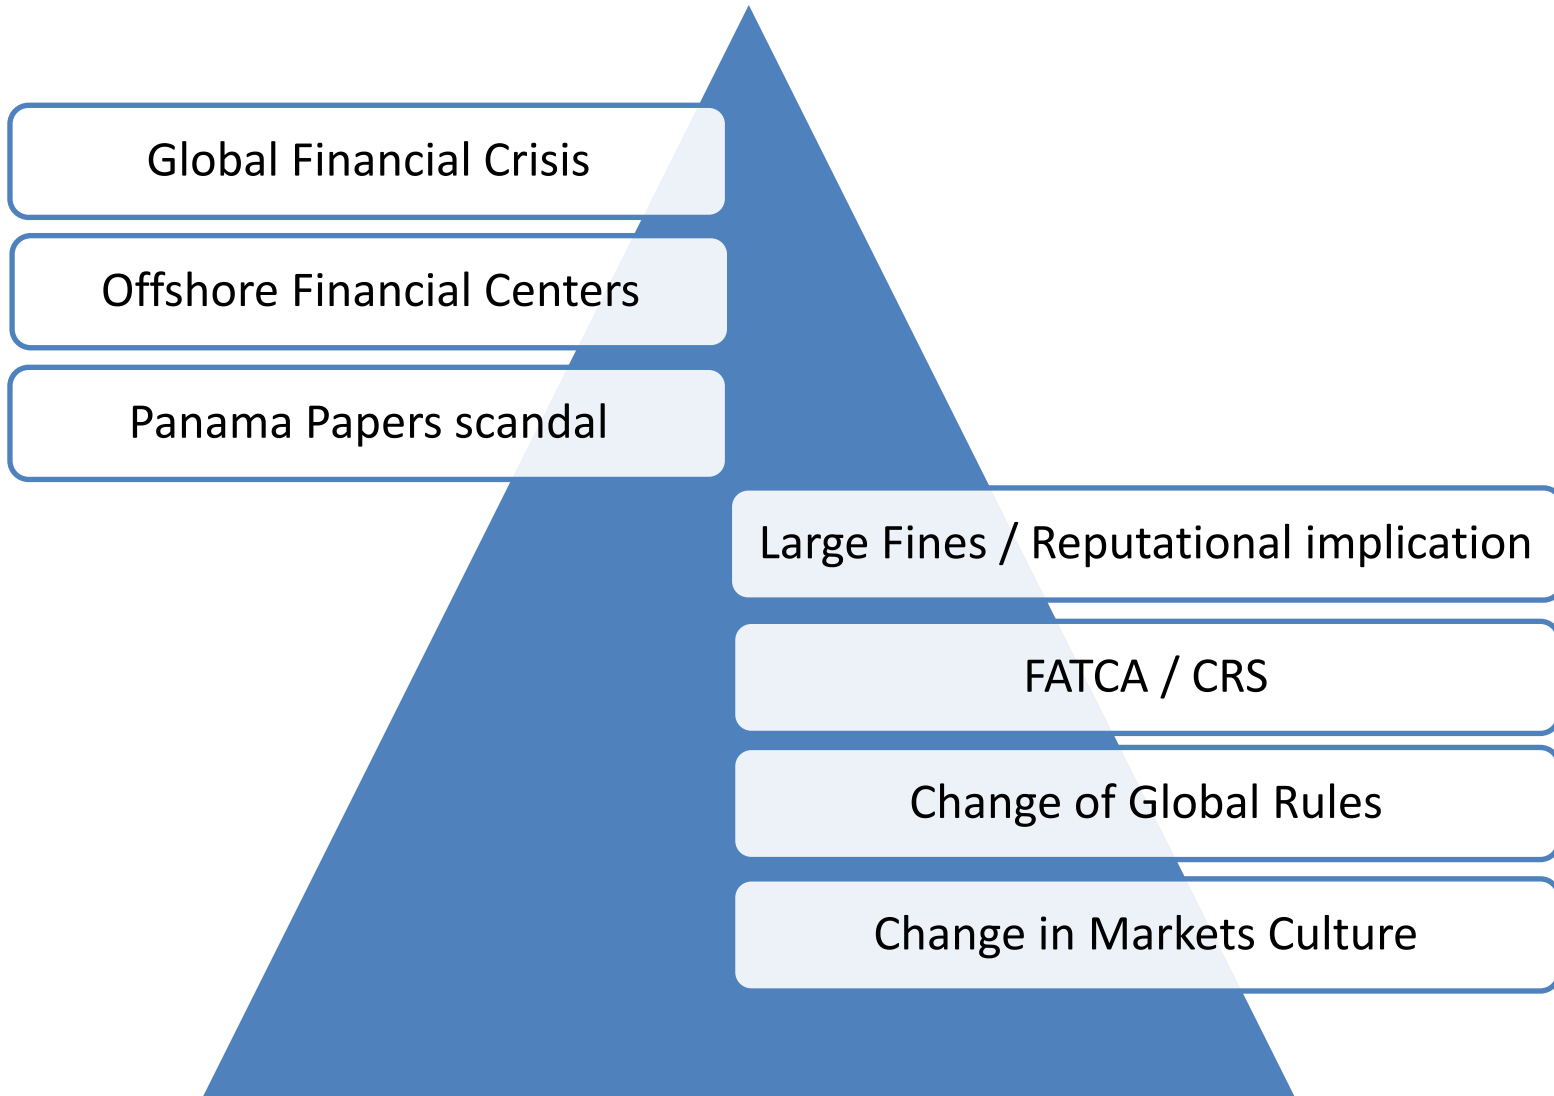 Global Financial Crisis
Offshore Financial Centers
Panama Papers scandal
Large Fines / Reputational implication
FATCA / CRS
Change of Global Rules
Change in Markets Culture